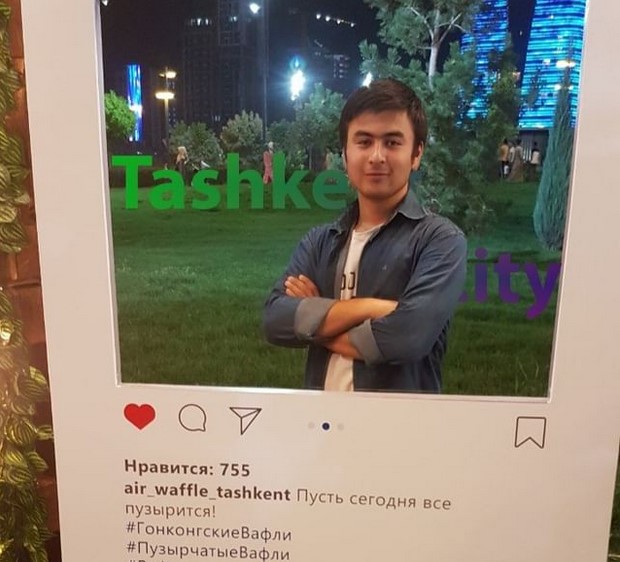 Tashke
ity
Нравится: 755
air_waffle_tashkent Пусть сегодня все
пузырится!
#ГонконгскиеВафли
#ПузырчатыеВафли